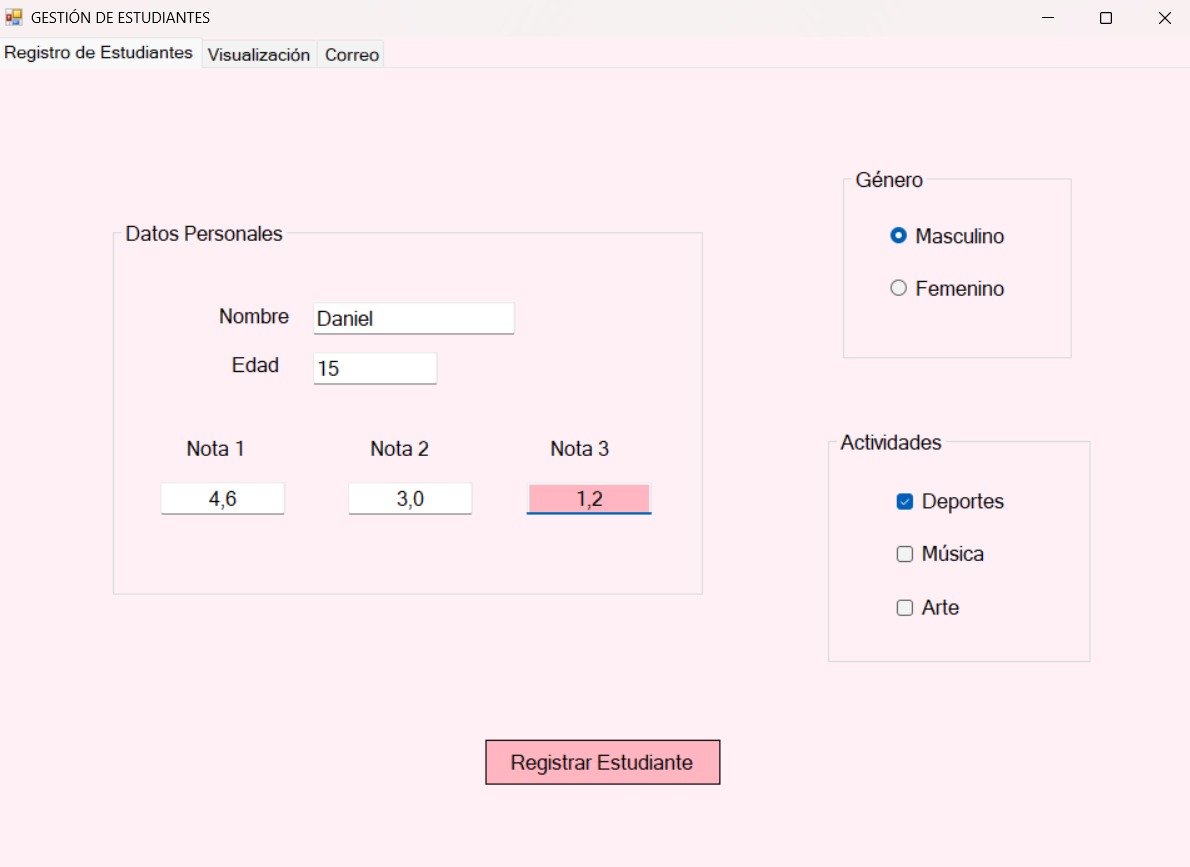 GESTIÓN DE ESTUDIANTES
Registro de Estudiantes Visualización Correo
Datos Personales
Nombre Daniel
Edad 15
Nota 1 Nota 2 Nota 3
4,6 3,0 1,2
Género
Masculino
Femenino
Actividades
Deportes
Música
Arte
Registrar Estudiante